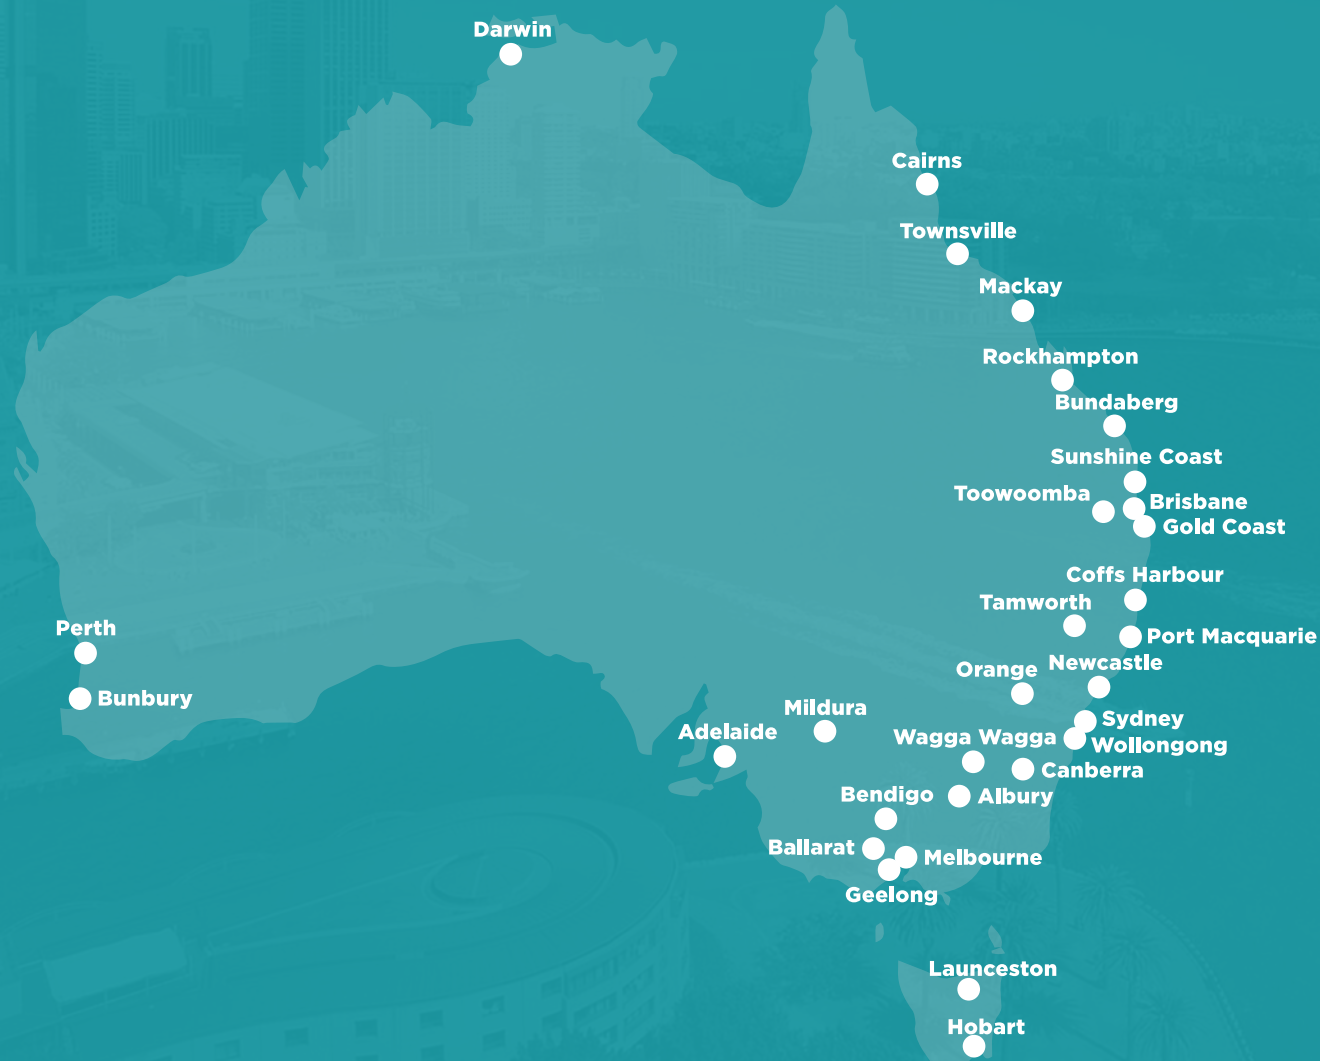 Darwin
Cairns
Townsville
Mackay
Rockhampton
Bundaberg
Sunshine Coast
Toowoomba
Brisbane
Gold Coast
Coffs Harbour
Tamworth
Perth
Port Macquarie
Newcastle
Orange
Bunbury
Mildura
Sydney
Adelaide
Wagga Wagga
Wollongong
Canberra
Bendigo
Albury
Ballarat
Melbourne
Geelong
Launceston
Hobart